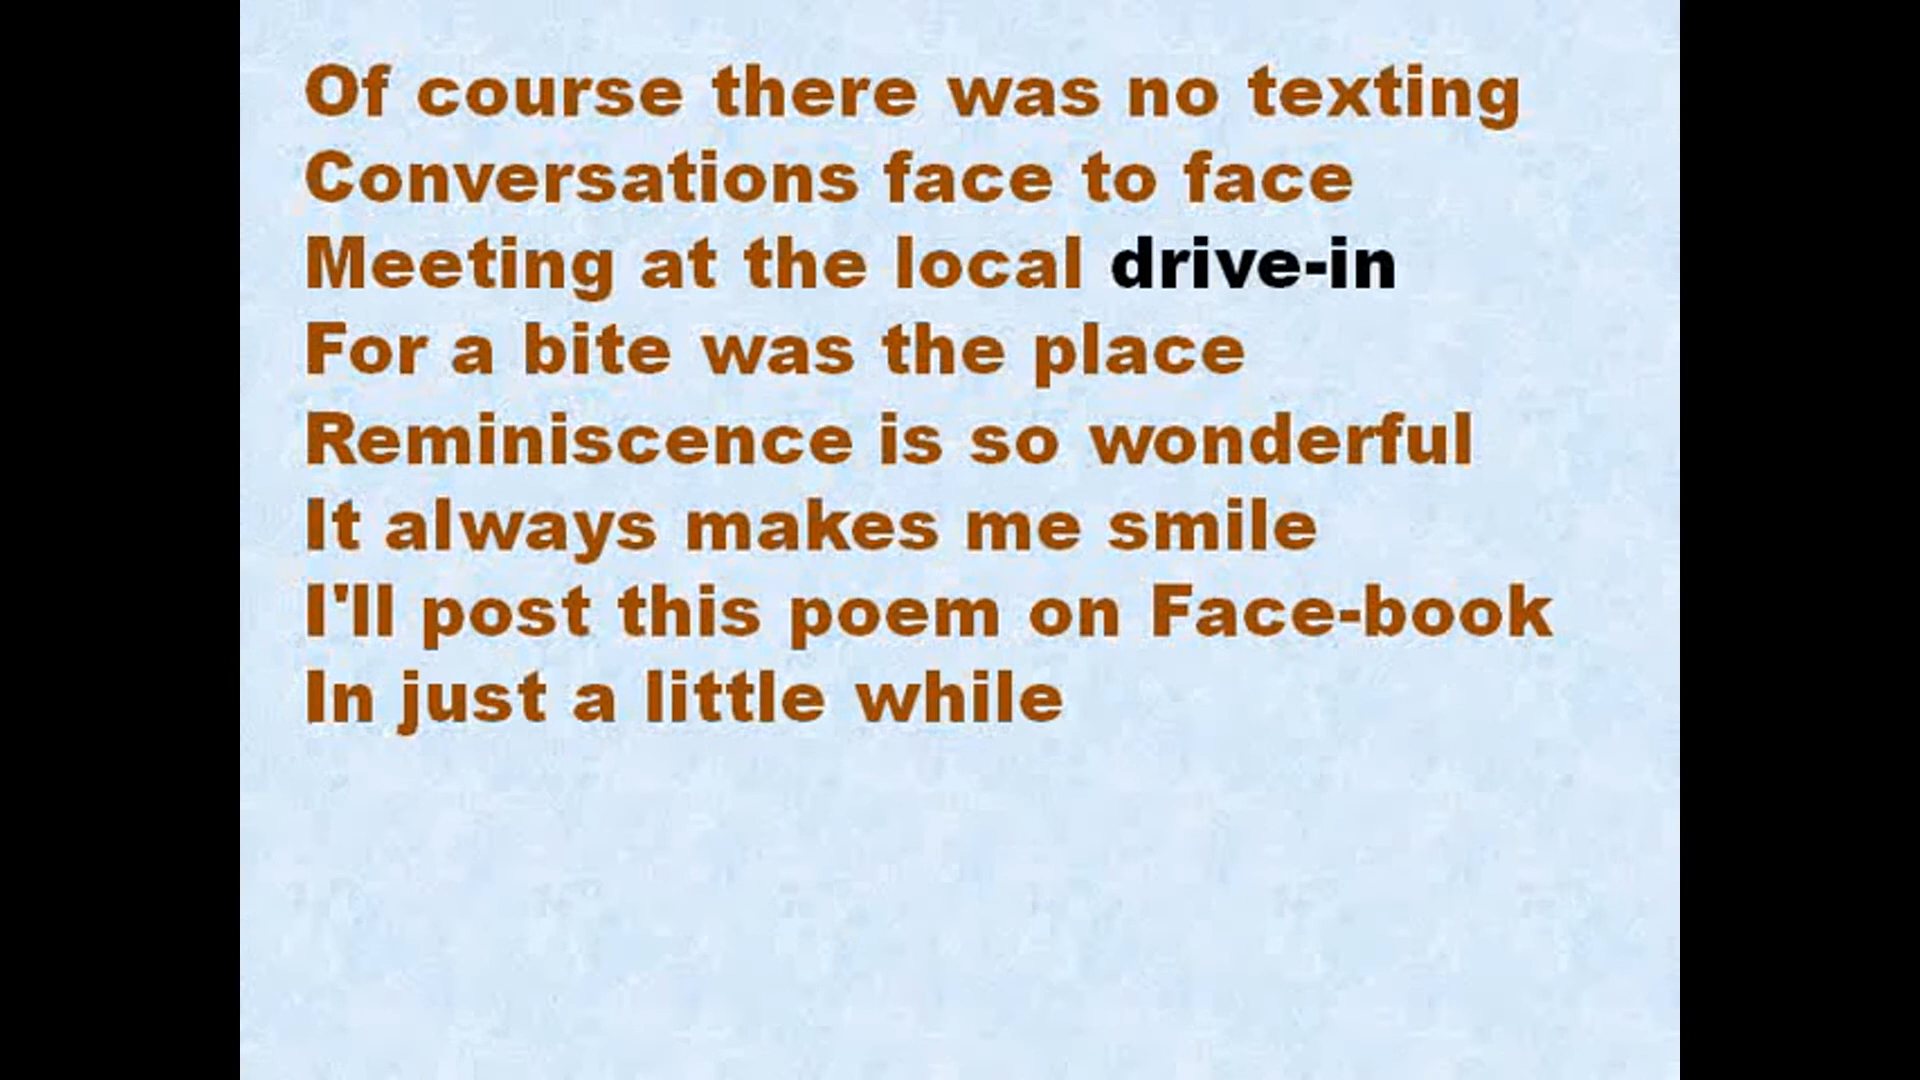 Of course there was no texting
Conversations face to face
Meeting at the local drive-in
For a bite was the place
Reminiscence is so wonderful
It always makes me smile
I'll post this poem on Face-book
In just a little while